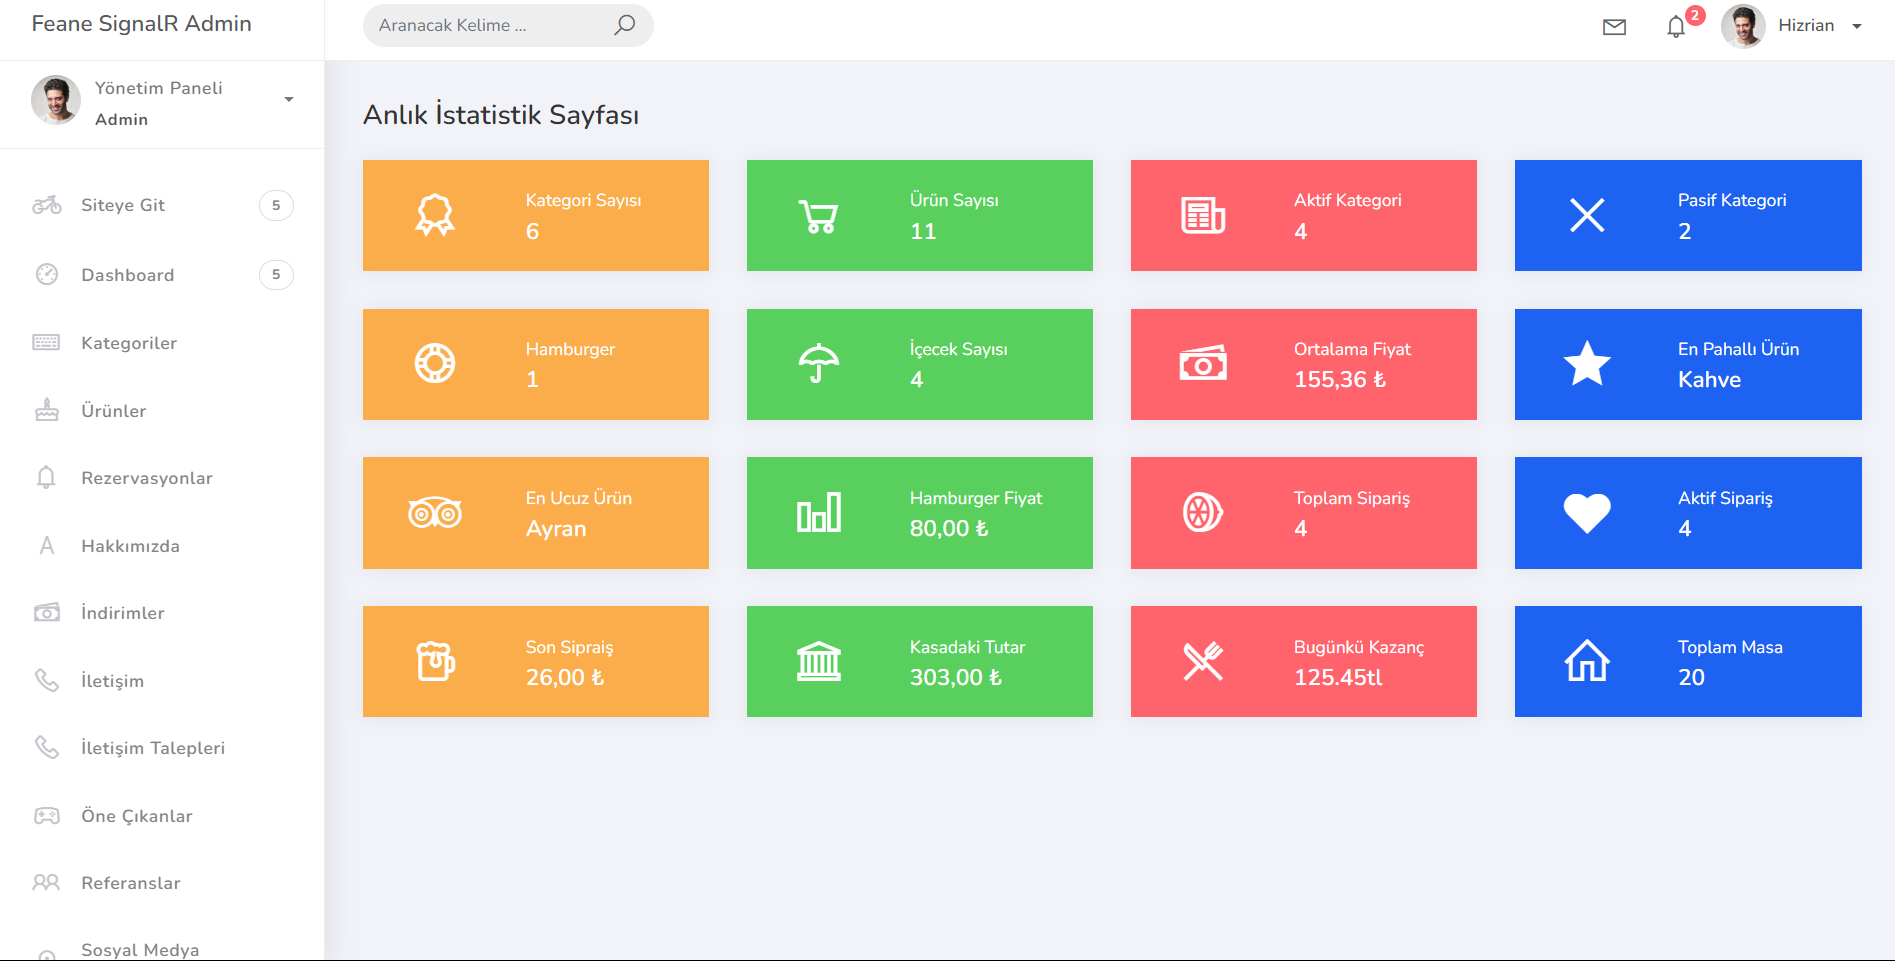 Feane SignalR Admin
Aranacak Kelime ...
2
Hizrian
Yönetim Paneli
Admin
Siteye Git 5
Dashboard 5
Kategoriler
Ürünler
Rezervasyonlar
Hakkımızda
İndirimler
İletişim
İletişim Talepleri
Öne Çıkanlar
Referanslar
Sosyal Medya
Anlık İstatistik Sayfası
Kategori Sayısı
6
Ürün Sayısı
11
Aktif Kategori
4
Pasif Kategori
2
Hamburger
1
İçecek Sayısı
4
Ortalama Fiyat
155,36 ₺
En Pahallı Ürün
Kahve
En Ucuz Ürün
Ayran
Hamburger Fiyat
80,00 ₺
Toplam Sipariş
4
Aktif Sipariş
4
Son Sipraiş
26,00 ₺
Kasadaki Tutar
303,00 ₺
Bugünkü Kazanç
125.45tl
Toplam Masa
20